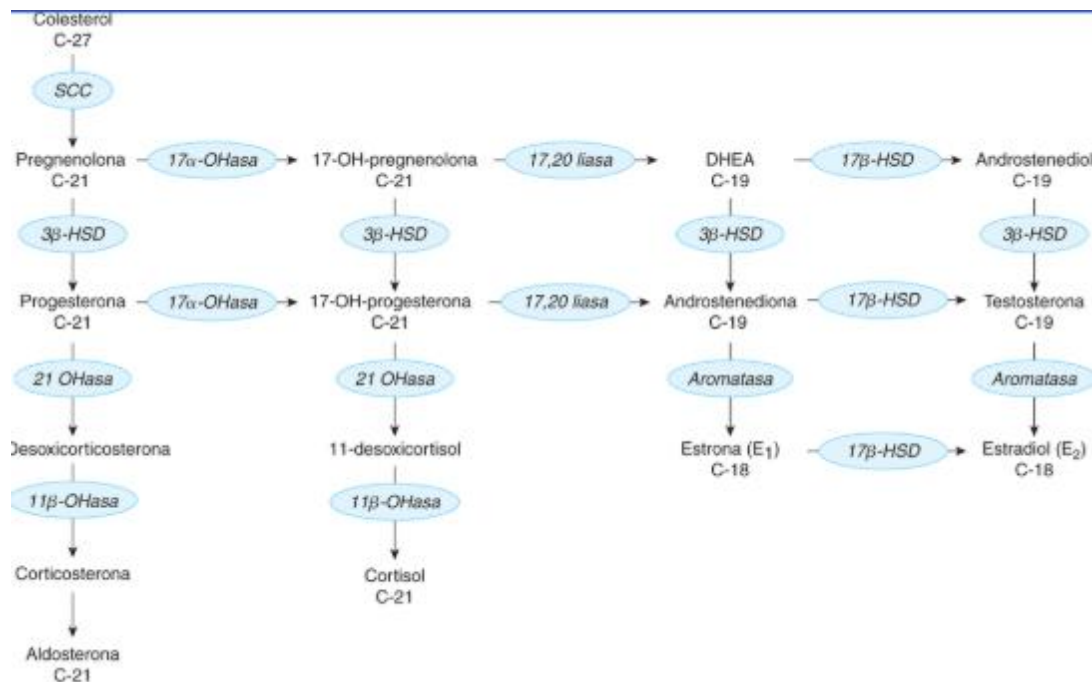 Colesterol
C-27
SCC
Pregnenolona
C-21
17α-OHasa
17-OH-pregnenolona
C-21
17,20 liasa
DHEA
C-19
17β-HSD
Androstenediol
C-19
3β-HSD
3β-HSD
3β-HSD
3β-HSD
Progesterona
C-21
17α-OHasa
17-OH-progesterona
C-21
17,20 liasa
Androstenediona
C-19
17β-HSD
Testosterona
C-19
21 OHasa
21 OHasa
Aromatasa
Aromatasa
Desoxicorticosterona
11-desoxicortisol
Estrona (E₁)
C-18
17β-HSD
Estradiol (E₂)
C-18
11β-OHasa
11β-OHasa
Corticosterona
Cortisol
C-21
Aldosterona
C-21